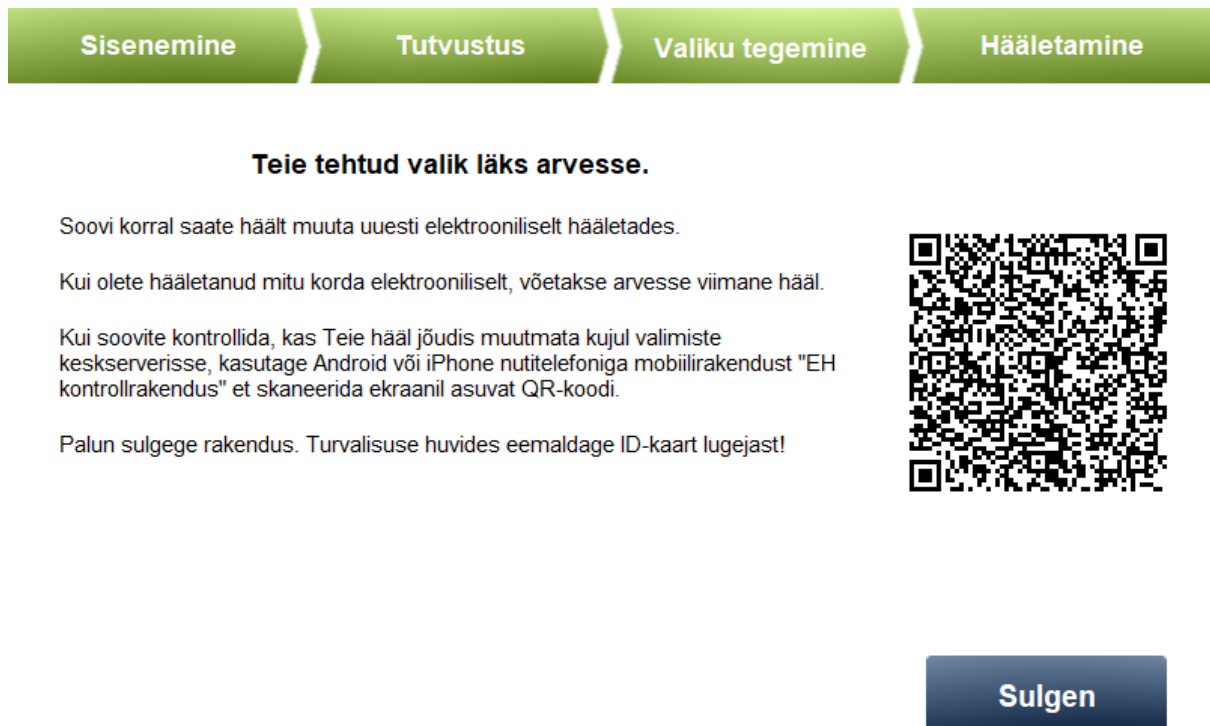 Sisenemine
Tutvustus
Valiku tegemine
Hääletamine
Teie tehtud valik läks arvesse.
Soovi korral saate häält muuta uuesti elektrooniliselt hääletades.
Kui olete hääletanud mitu korda elektrooniliselt, võetakse arvesse viimane hääl.
Kui soovite kontrollida, kas Teie hääl jõudis muutmata kujul valimiste
keskserverisse, kasutage Android või iPhone nutitelefoniga mobiilirakendust "EH
kontrollrakendus" et skaneerida ekraanil asuvat QR-koodi.
Palun sulgege rakendus. Turvalisuse huvides eemaldage ID-kaart lugejast!
Sulgen